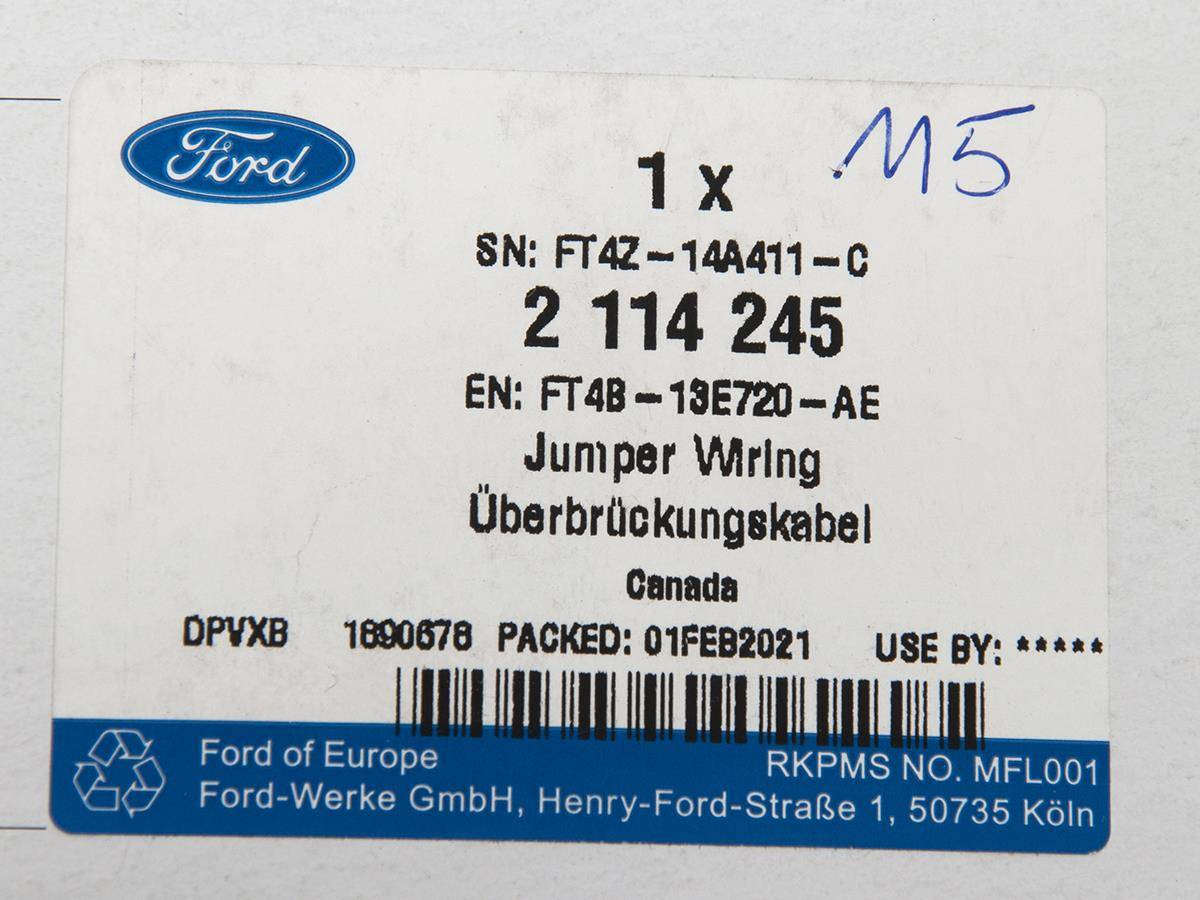 Ford
1 x
M5
SN: FT4Z-14A411-C
2 114 245
EN: FT4B-13E720-AE
Jumper Wiring
Überbrückungskabel
Canada
DPVXB 1690678 PACKED: 01FEB2021 USE BY: *****
Ford of Europe
RKPMS NO. MFL001
Ford-Werke GmbH, Henry-Ford-Straße 1, 50735 Köln